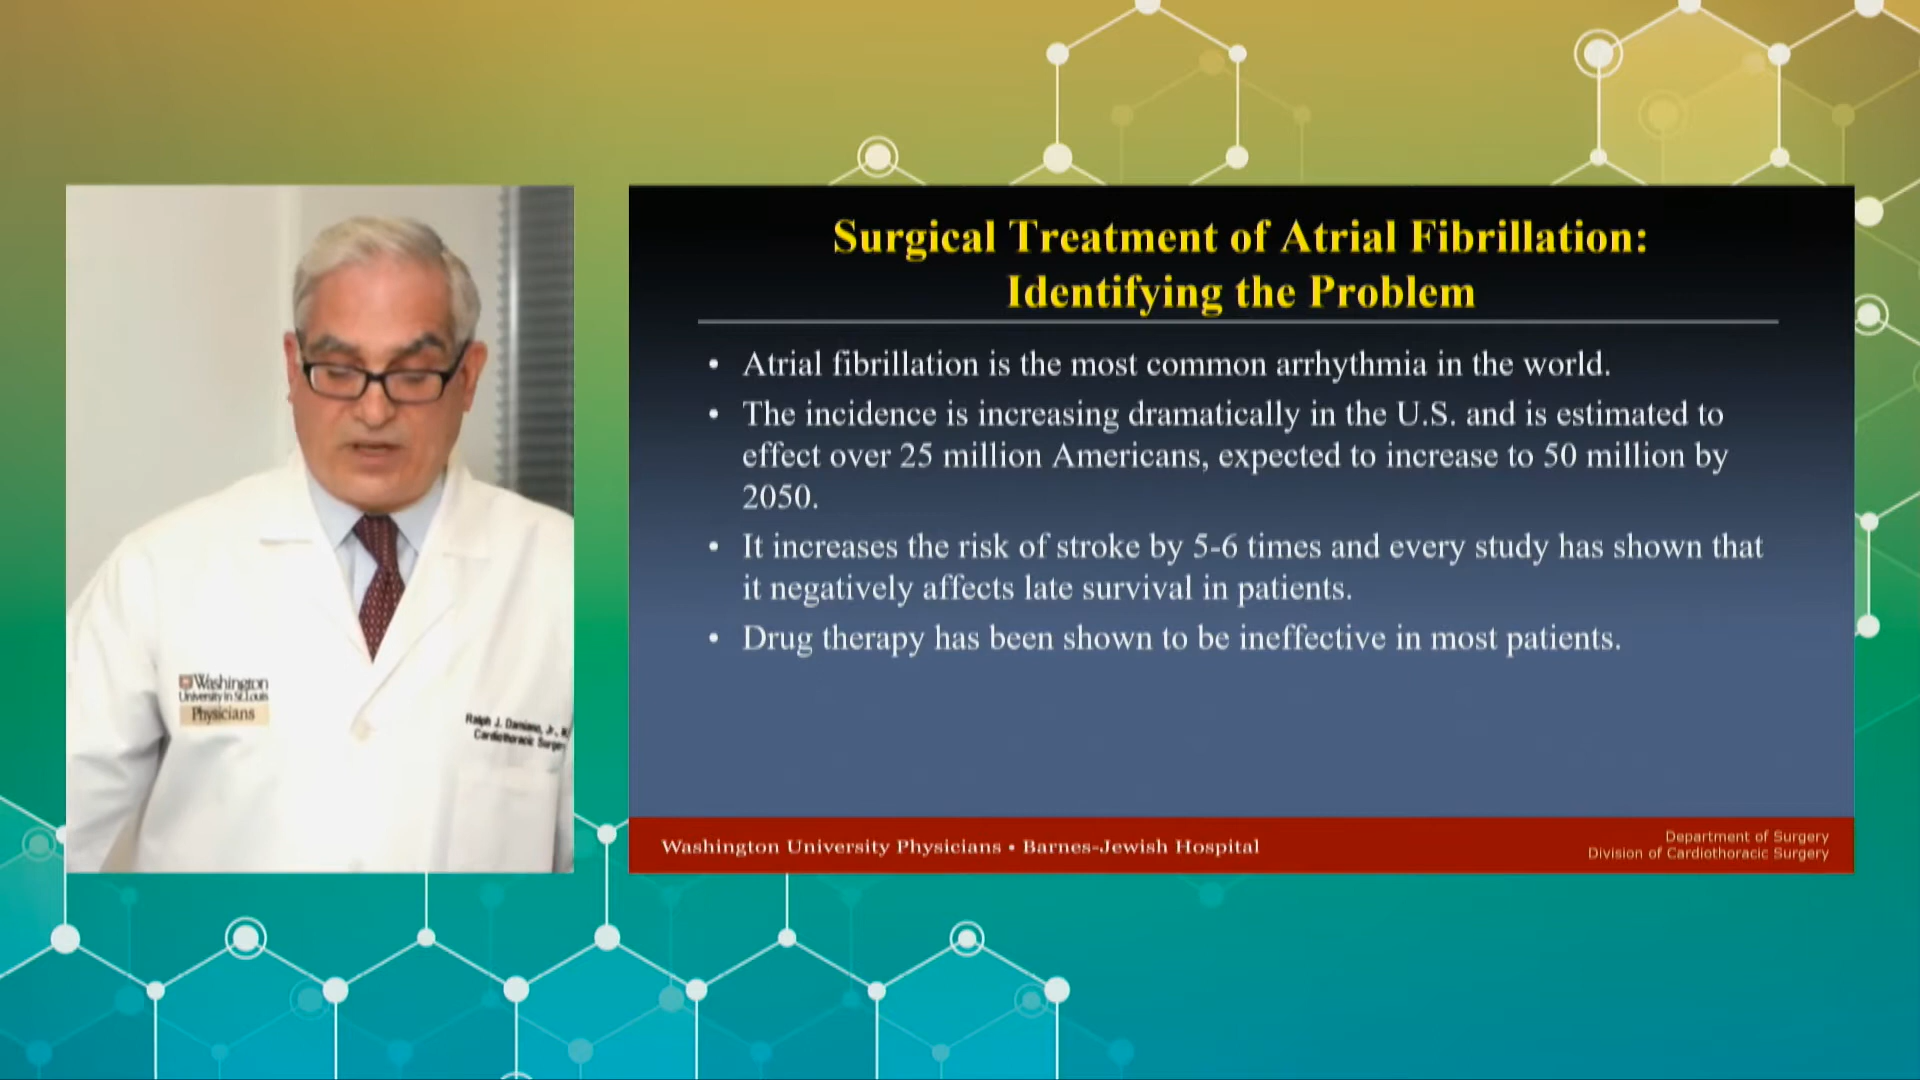 Surgical Treatment of Atrial Fibrillation:
Identifying the Problem
• Atrial fibrillation is the most common arrhythmia in the world.
• The incidence is increasing dramatically in the U.S. and is estimated to
effect over 25 million Americans, expected to increase to 50 million by
2050.
• It increases the risk of stroke by 5-6 times and every study has shown that
it negatively affects late survival in patients.
• Drug therapy has been shown to be ineffective in most patients.
Washington University Physicians • Barnes-Jewish Hospital
Department of Surgery
Division of Cardiothoracic Surgery
Washington
University in St. Louis
Physicians
Ralph J. Damiano, Jr.,
Cardiothoracic Surgery